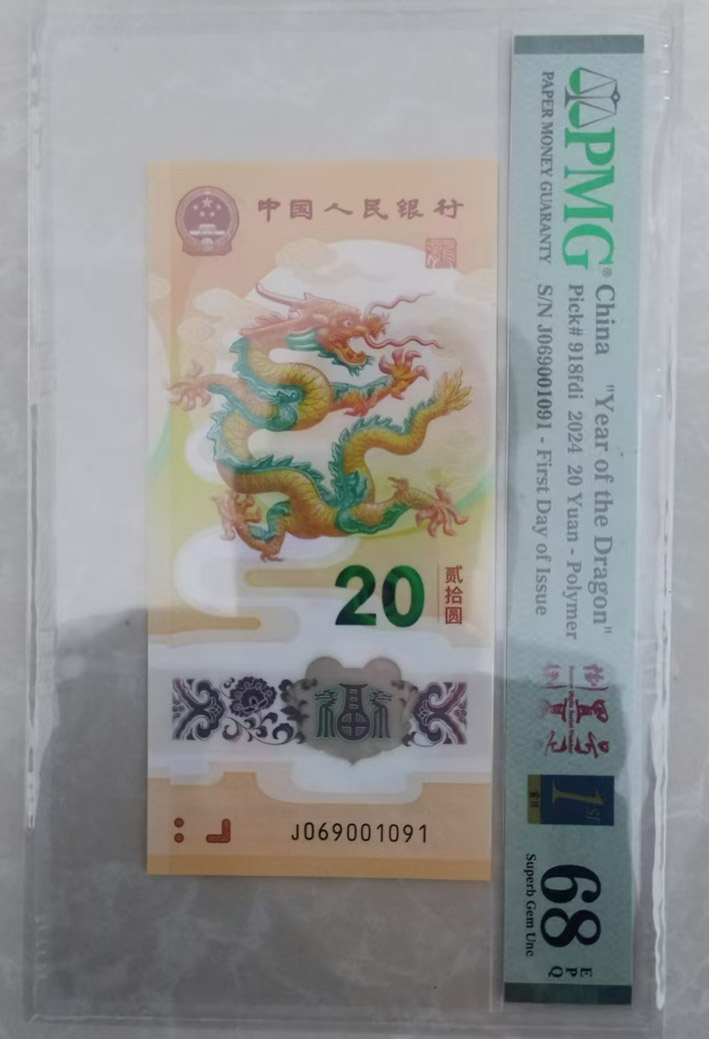 中国人民银行
20
贰拾圆
福
J069001091
PMG®
PAPER MONEY GUARANTY
China "Year of the Dragon"
Pick# 918fdi 2024 20 Yuan - Polymer
S/N J069001091 - First Day of Issue
1st
68
EPQ
Superb Gem Unc